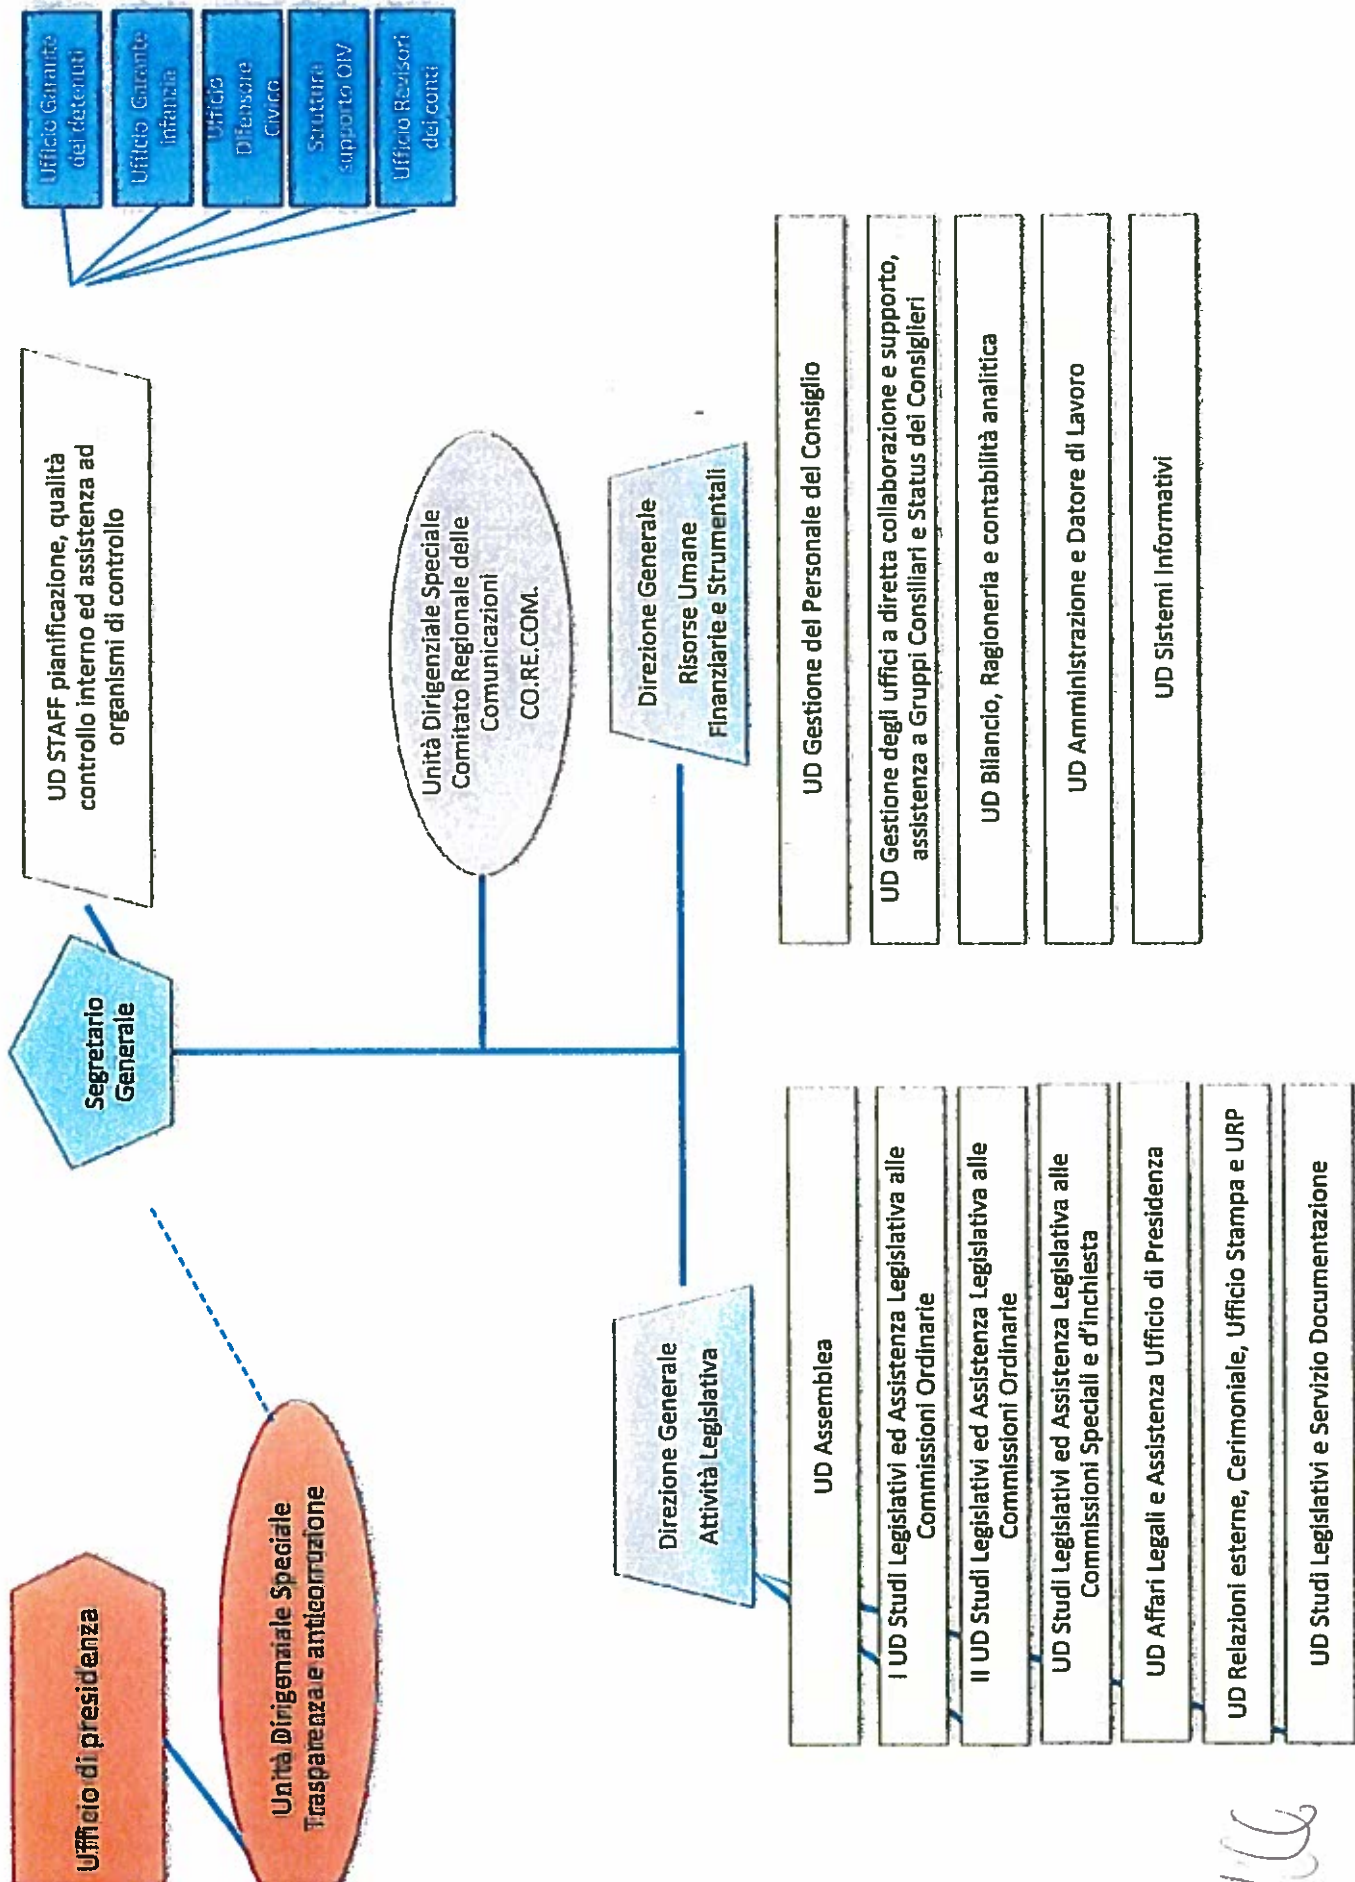 Ufficio di presidenza
Unità Dirigenziale Speciale
Trasparenza e anticorruzione
Segretario
Generale
UD STAFF pianificazione, qualità
controllo interno ed assistenza ad
organismi di controllo
Ufficio Garante
dei detenuti
Ufficio Garante
infanzia
Ufficio
Difensore
Civico
Struttura
supporto OIV
Ufficio Revisori
dei conti
Unità Dirigenziale Speciale
Comitato Regionale delle
Comunicazioni
CO.RE.COM.
Direzione Generale
Attività Legislativa
Direzione Generale
Risorse Umane
Finanziarie e Strumentali
UD Assemblea
I UD Studi Legislativi ed Assistenza Legislativa alle
Commissioni Ordinarie
II UD Studi Legislativi ed Assistenza Legislativa alle
Commissioni Ordinarie
UD Studi Legislativi ed Assistenza Legislativa alle
Commissioni Speciali e d'inchiesta
UD Affari Legali e Assistenza Ufficio di Presidenza
UD Relazioni esterne, Cerimoniale, Ufficio Stampa e URP
UD Studi Legislativi e Servizio Documentazione
UD Gestione del Personale del Consiglio
UD Gestione degli uffici a diretta collaborazione e supporto,
assistenza a Gruppi Consiliari e Status dei Consiglieri
UD Bilancio, Ragioneria e contabilità analitica
UD Amministrazione e Datore di Lavoro
UD Sistemi Informativi